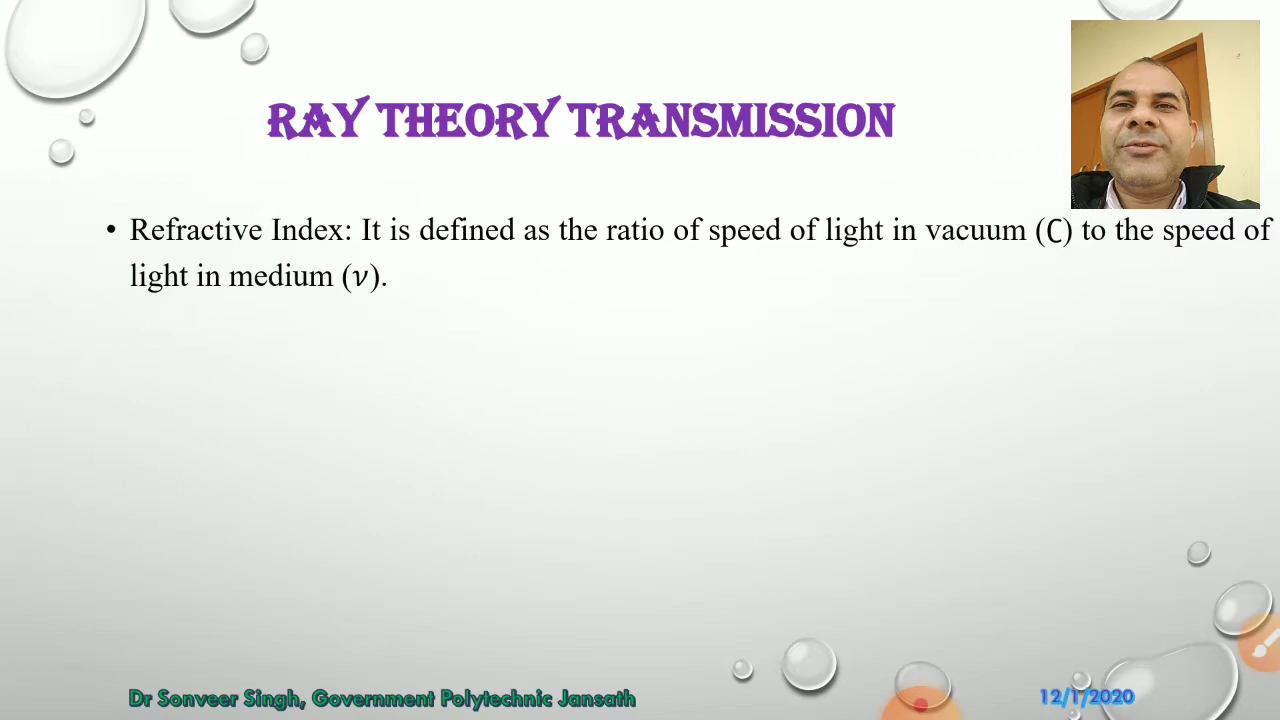 RAY THEORY TRANSMISSION
• Refractive Index: It is defined as the ratio of speed of light in vacuum (C) to the speed of
light in medium (ν).
Dr Sonveer Singh, Government Polytechnic Jansath
12/1/2020